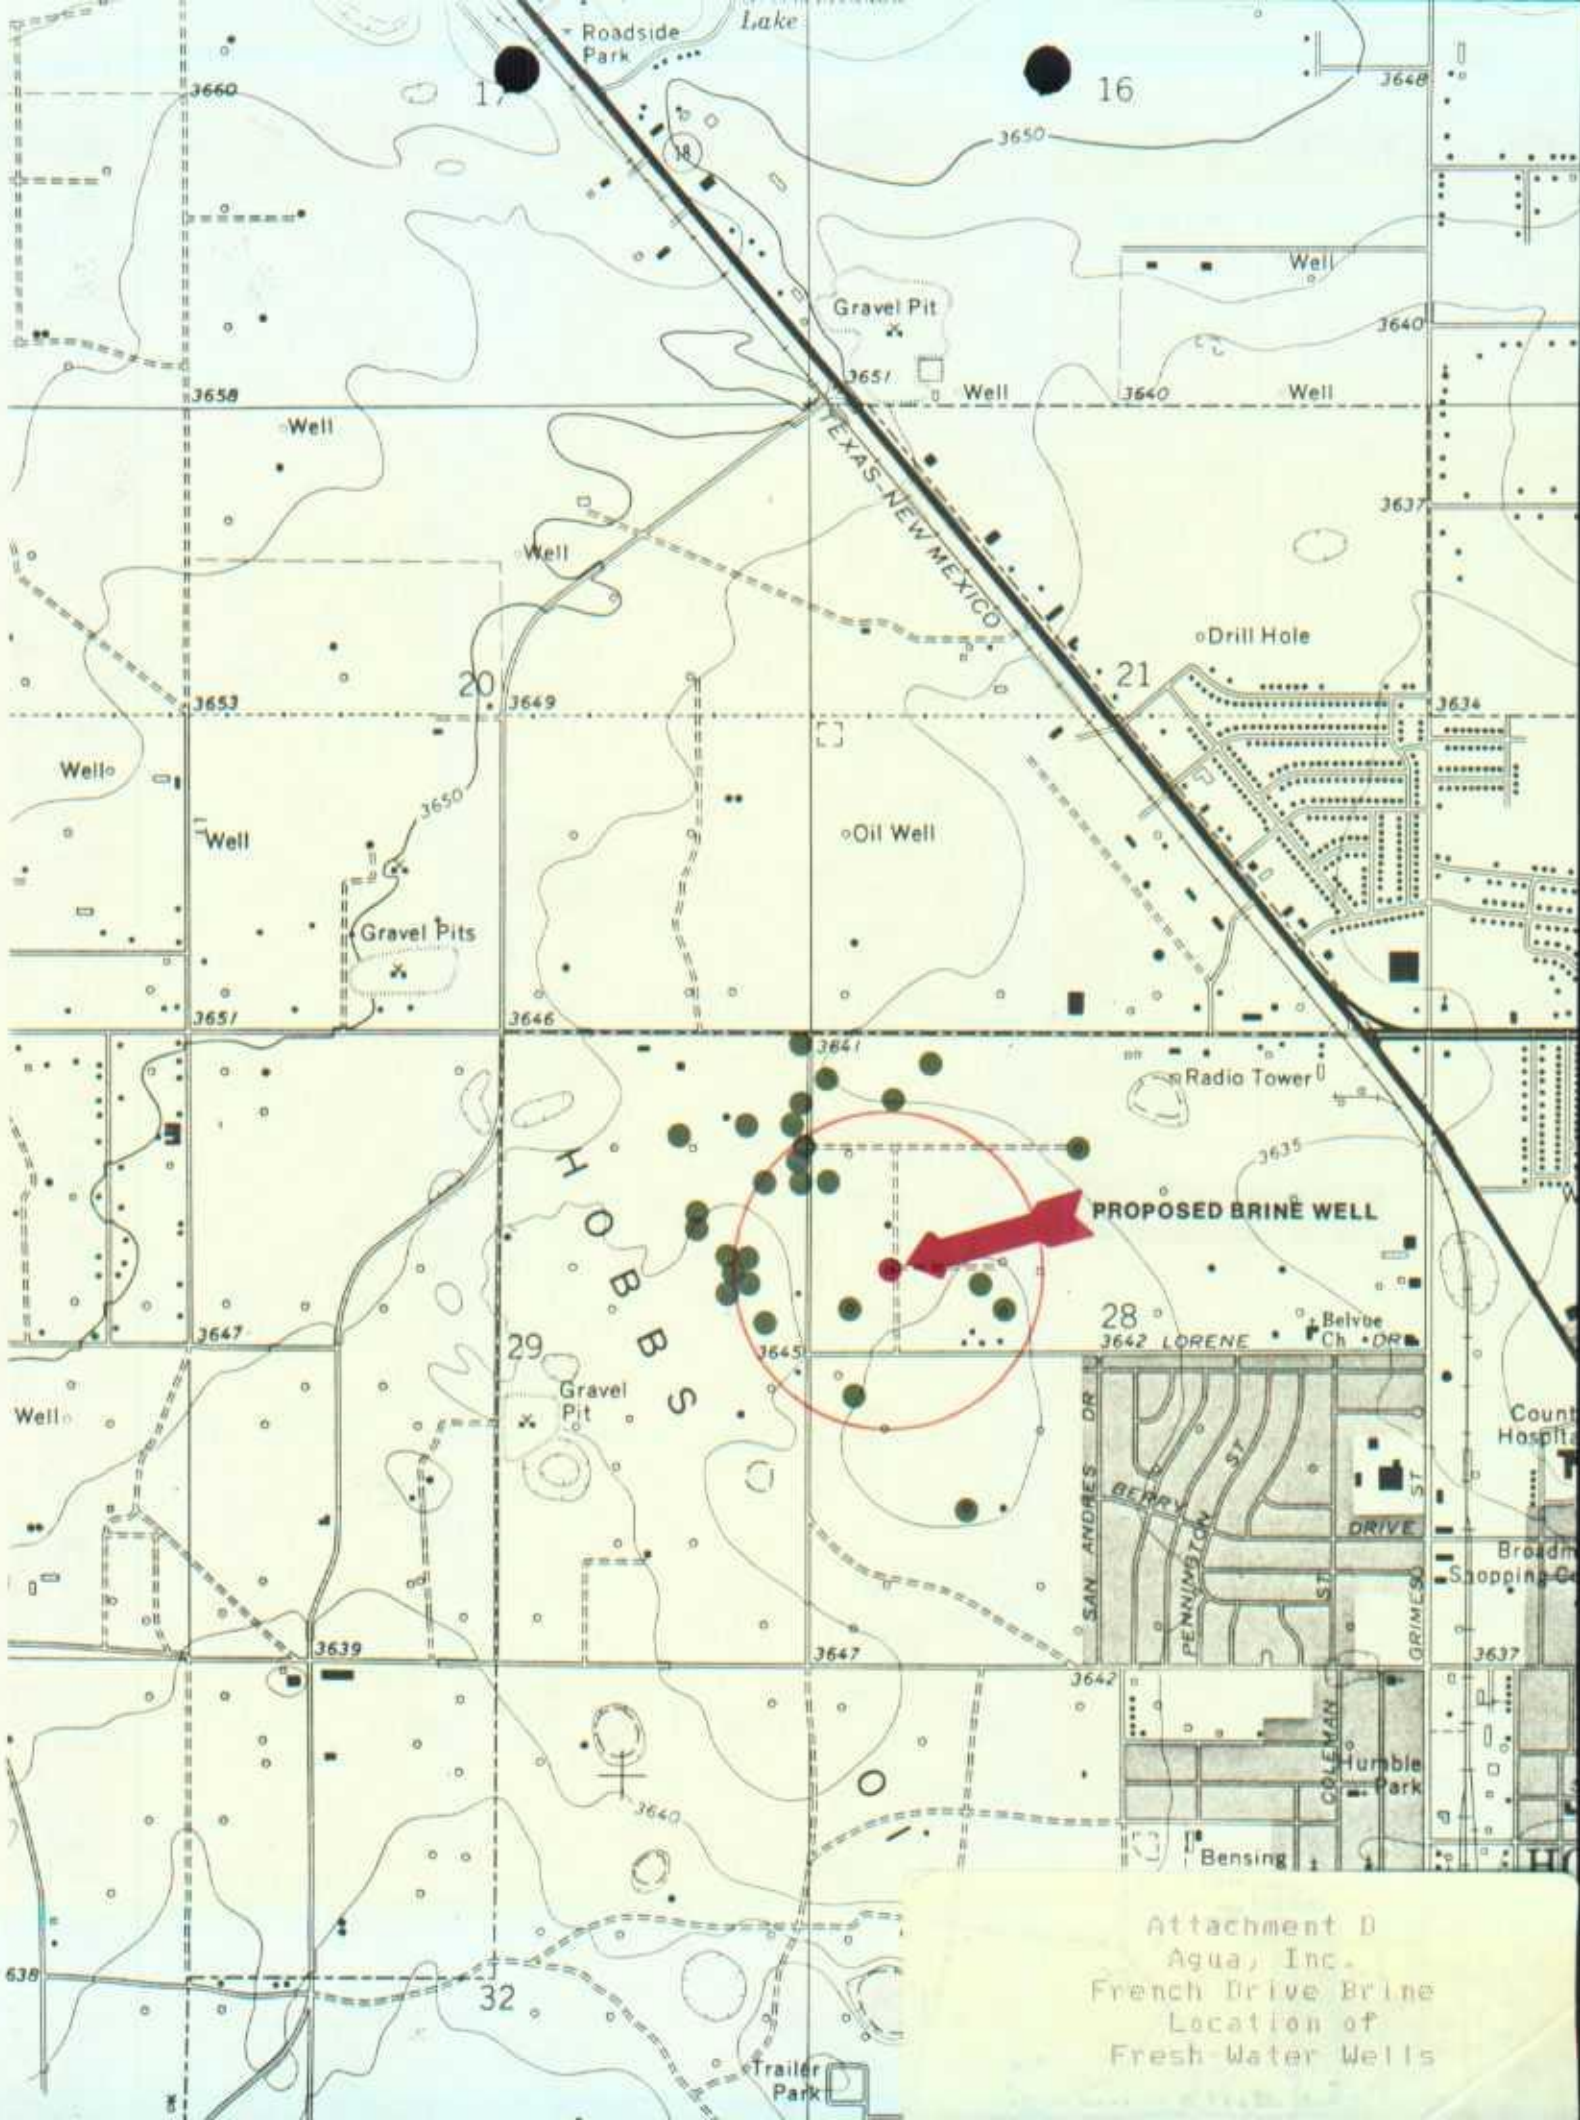 Lake
Roadside
Park
3660
17
16
3648
18
3650
Well
Gravel Pit
3640
3651
3658
Well
3640
Well
Well
TEXAS-NEW MEXICO
3637
Well
Drill Hole
20
21
3653
3649
3634
Well
3650
Well
Oil Well
Gravel Pits
3651
3646
3641
Radio Tower
3635
HOBBS
PROPOSED BRINE WELL
28
Belvue
Ch
3647
29
3645
3642 LORENE DR
Gravel
Pit
Well
SAN ANDRES DR
BERRY DRIVE
PENNINGTON ST
ST
GRIMES ST
3639
3647
3642
3637
COLEMAN ST
Humble
Park
3640
O
I
Bensing
638
32
Trailer
Park
Attachment D
Agua, Inc.
French Drive Brine
Location of
Fresh Water Wells